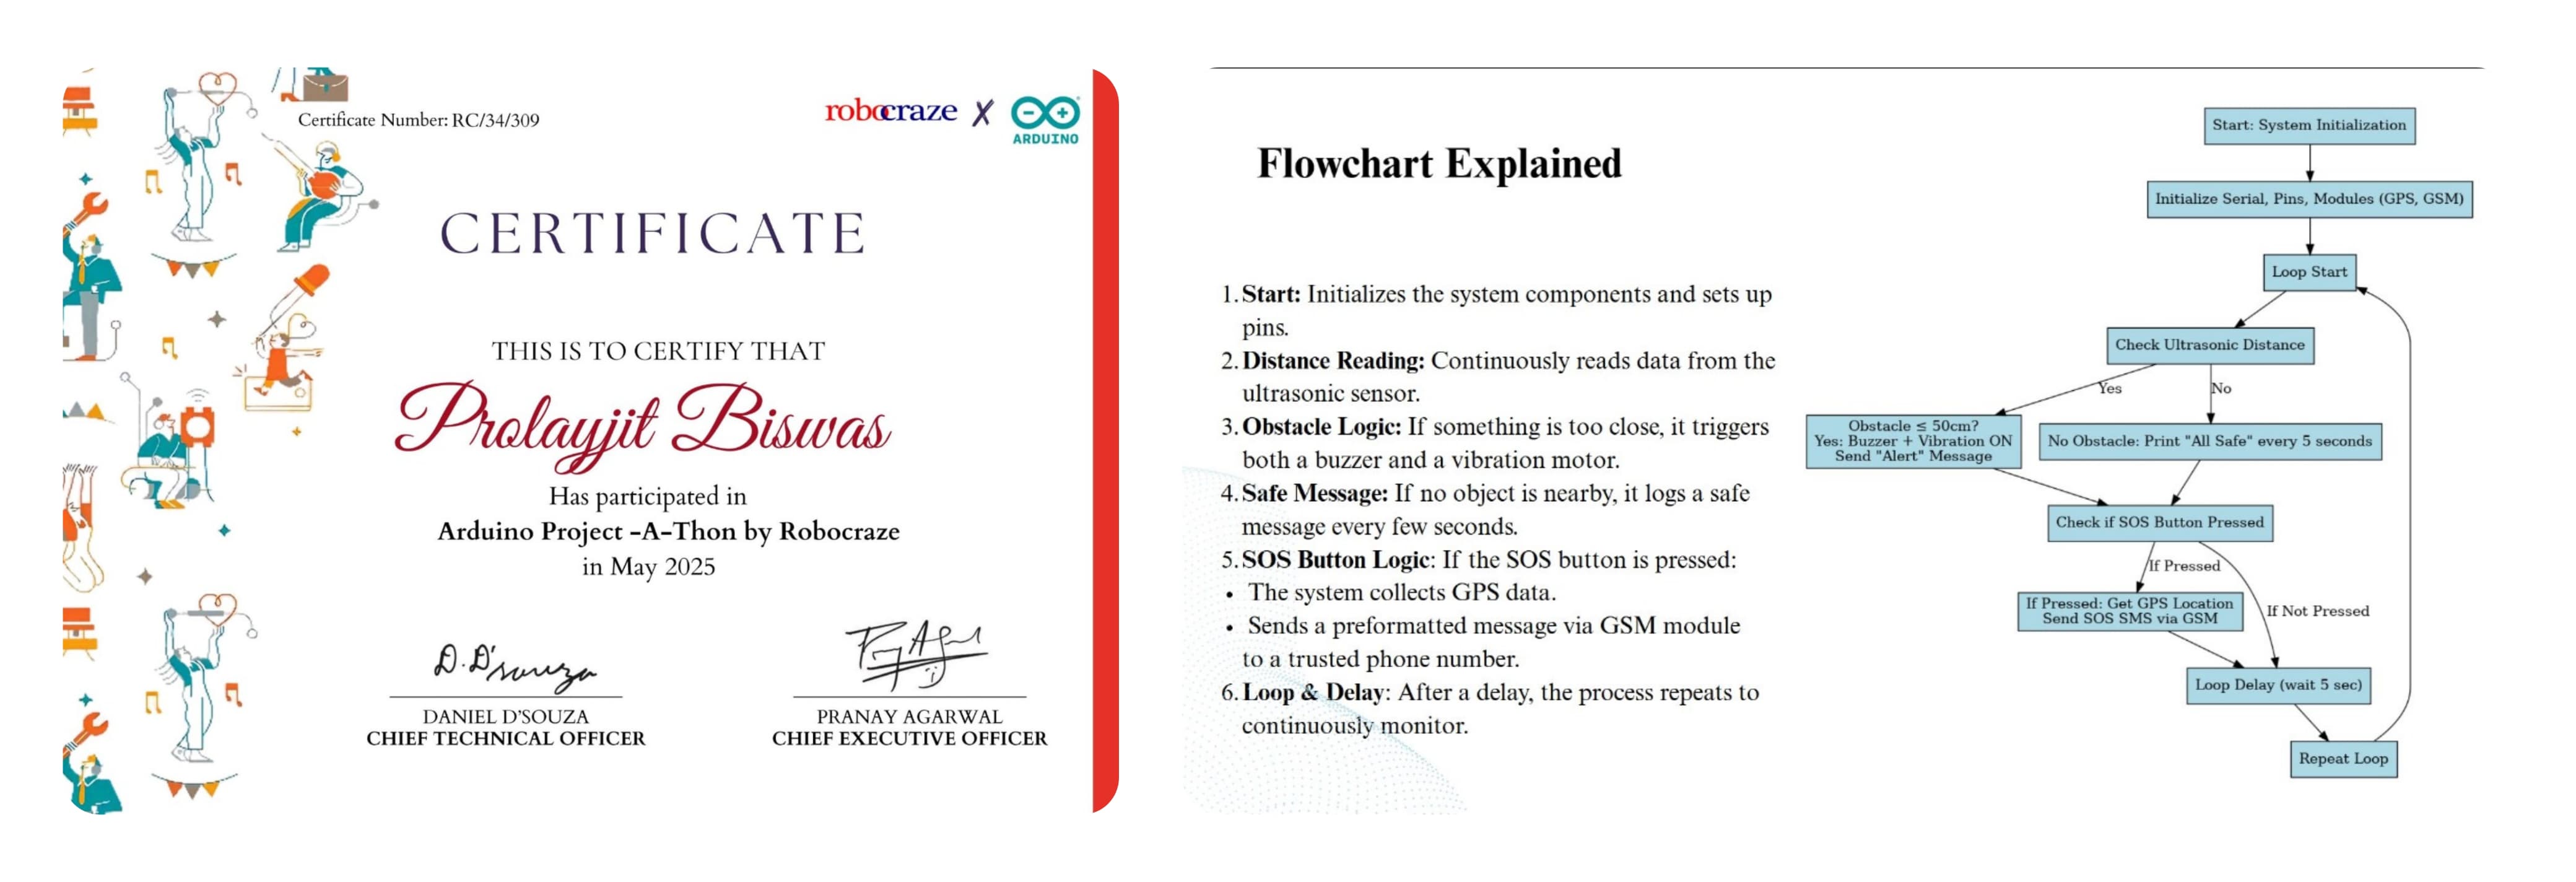 Certificate Number: RC/34/309
robocraze X ARDUINO
CERTIFICATE
THIS IS TO CERTIFY THAT
Prolayjit Biswas
Has participated in
Arduino Project -A-Thon by Robocraze
in May 2025
D. D'souza
DANIEL D'SOUZA
CHIEF TECHNICAL OFFICER
PRANAY AGARWAL
CHIEF EXECUTIVE OFFICER
Flowchart Explained
1. Start: Initializes the system components and sets up
pins.
2. Distance Reading: Continuously reads data from the
ultrasonic sensor.
3. Obstacle Logic: If something is too close, it triggers
both a buzzer and a vibration motor.
4. Safe Message: If no object is nearby, it logs a safe
message every few seconds.
5. SOS Button Logic: If the SOS button is pressed:
• The system collects GPS data.
• Sends a preformatted message via GSM module
to a trusted phone number.
6. Loop & Delay: After a delay, the process repeats to
continuously monitor.
Start: System Initialization
Initialize Serial, Pins, Modules (GPS, GSM)
Loop Start
Check Ultrasonic Distance
Yes
No
Obstacle ≤ 50cm?
Yes: Buzzer + Vibration ON
Send "Alert" Message
No Obstacle: Print "All Safe" every 5 seconds
Check if SOS Button Pressed
If Pressed
If Pressed: Get GPS Location
Send SOS SMS via GSM
If Not Pressed
Loop Delay (wait 5 sec)
Repeat Loop